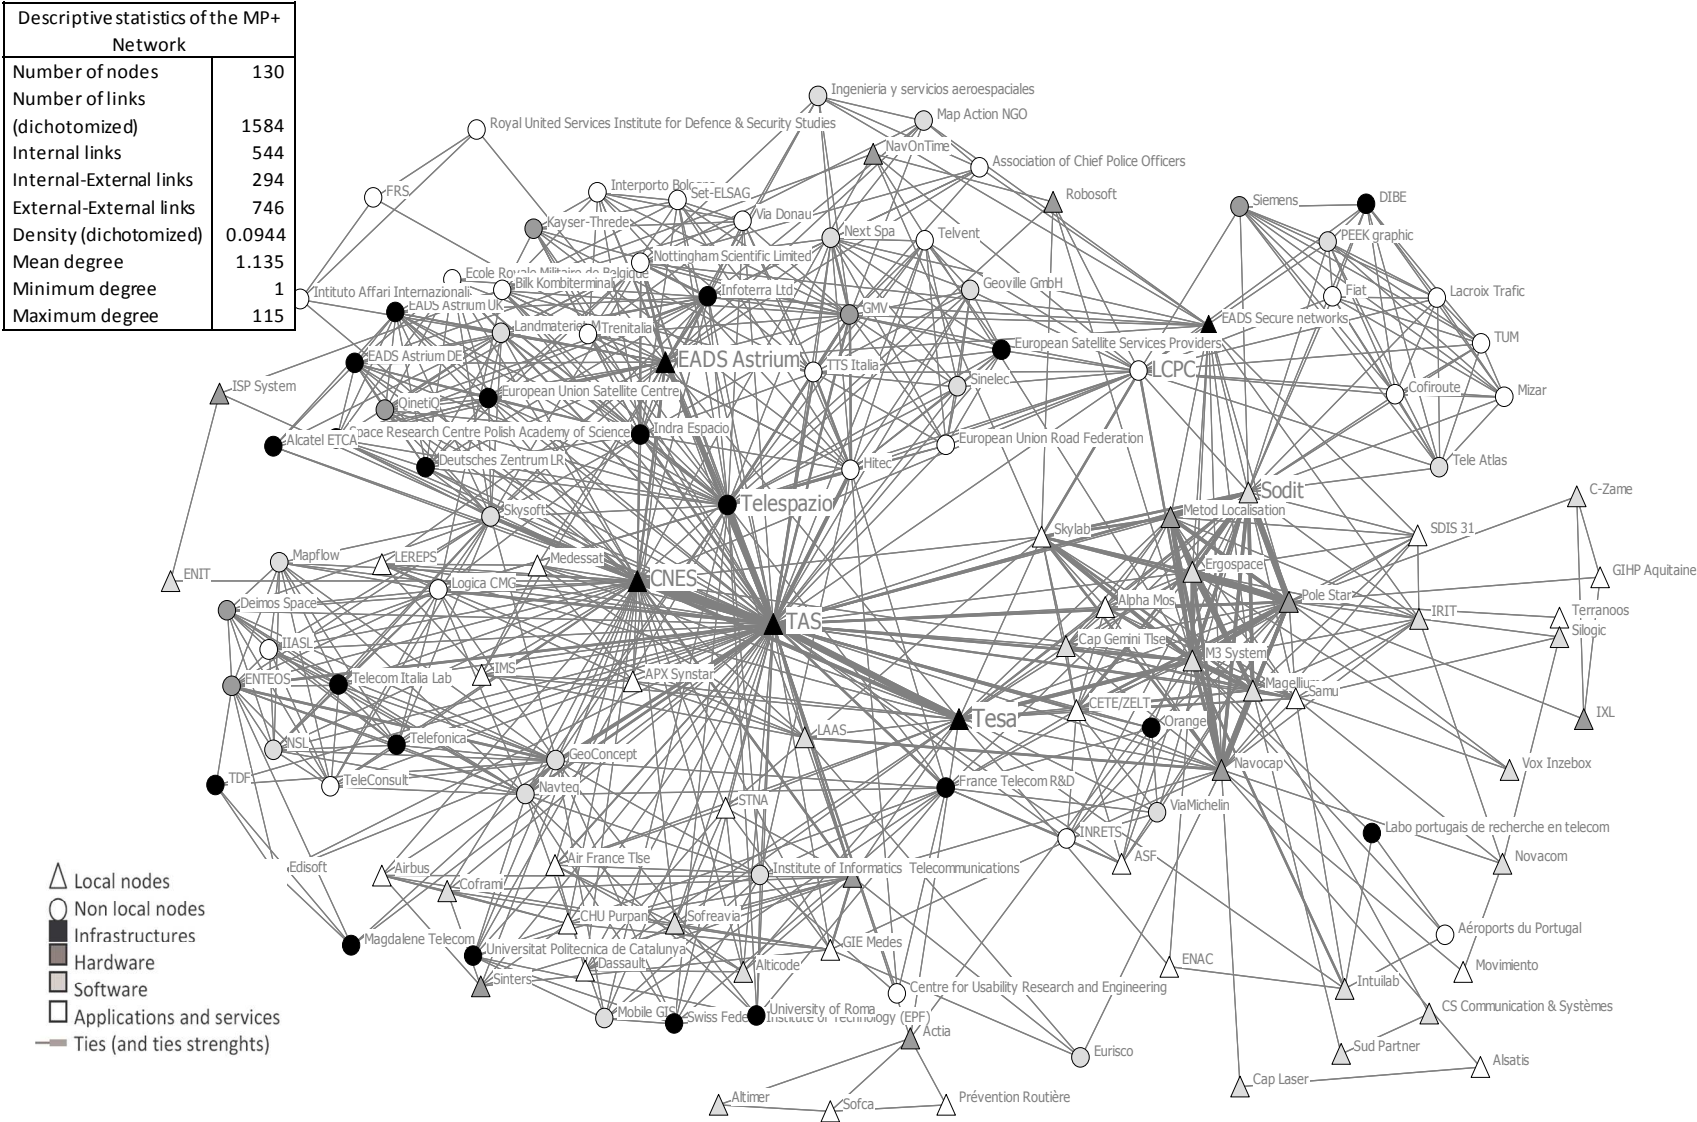 Descriptive statistics of the MP+
Network
Number of nodes 130
Number of links
(dichotomized) 1584
Internal links 544
Internal-External links 294
External-External links 746
Density (dichotomized) 0.0944
Mean degree 1.135
Minimum degree 1
Maximum degree 115
Ingenieria y servicios aeroespaciales
Map Action NGO
Royal United Services Institute for Defence & Security Studies
NavOnTime
Association of Chief Police Officers
FRS
Interporto
Set-ELSAG
Robosoft
Siemens
DIBE
Kayser-Threde
Via Donau
Next Spa
Telvent
PEEK graphic
Nottingham Scientific Limited
Ecole Royale Militaire de Belgique
Bilk Kombiterminal
Intituto Affari Internazionali
Infoterra Ltd
Geoville GmbH
Fiat
Lacroix Trafic
EADS Astrium UK
GMV
EADS Secure networks
Landmateriet
Trenitalia
TUM
European Satellite Services Providers
EADS Astrium DE
EADS Astrium
TTS Italia
LCPC
ISP System
Sinelec
Cofiroute
Mizar
European Union Satellite Centre
QinetiQ
Alcatel ETCA
Space Research Centre Polish Academy of Science
Indra Espacio
European Union Road Federation
Deutsches Zentrum LR
Hitec
Tele Atlas
Sodit
C-Zame
Telespazio
Skysoft
Metod Localisation
Skylab
SDIS 31
Mapflow
LEREPS
Medessat
Ergospace
GIHP Aquitaine
ENIT
Logica CMG
CNES
Pole Star
Deimos Space
Alpha Mos
IRIT
Terranoos
TAS
Silogic
IIASL
Cap Gemini Tlse
M3 System
ENTEOS
Telecom Italia Lab
IMS
APX Synstar
Magellium
Samu
CETE/ZELT
IXL
Tesa
Orange
LAAS
NSL
Telefonica
GeoConcept
Navocap
Vox Inzebox
TDF
TeleConsult
Navteq
France Telecom R&D
STNA
ViaMichelin
INRETS
Labo portugais de recherche en telecom
ASF
Novacom
Edisoft
Airbus
Air France Tlse
Institute of Informatics Telecommunications
Coframi
CHU Purpan
Sofreavia
Aéroports du Portugal
Magdalene Telecom
Universitat Politecnica de Catalunya
GIE Medes
Dassault
Alticode
ENAC
Movimiento
Sinters
Centre for Usability Research and Engineering
Intuilab
Mobile GIS
Swiss Federal Institute of Technology (EPF)
University of Roma
CS Communication & Systèmes
Actia
Eurisco
Sud Partner
Alsatis
Cap Laser
Altimer
Sofca
Prévention Routière
Local nodes
Non local nodes
Infrastructures
Hardware
Software
Applications and services
Ties (and ties strenghts)